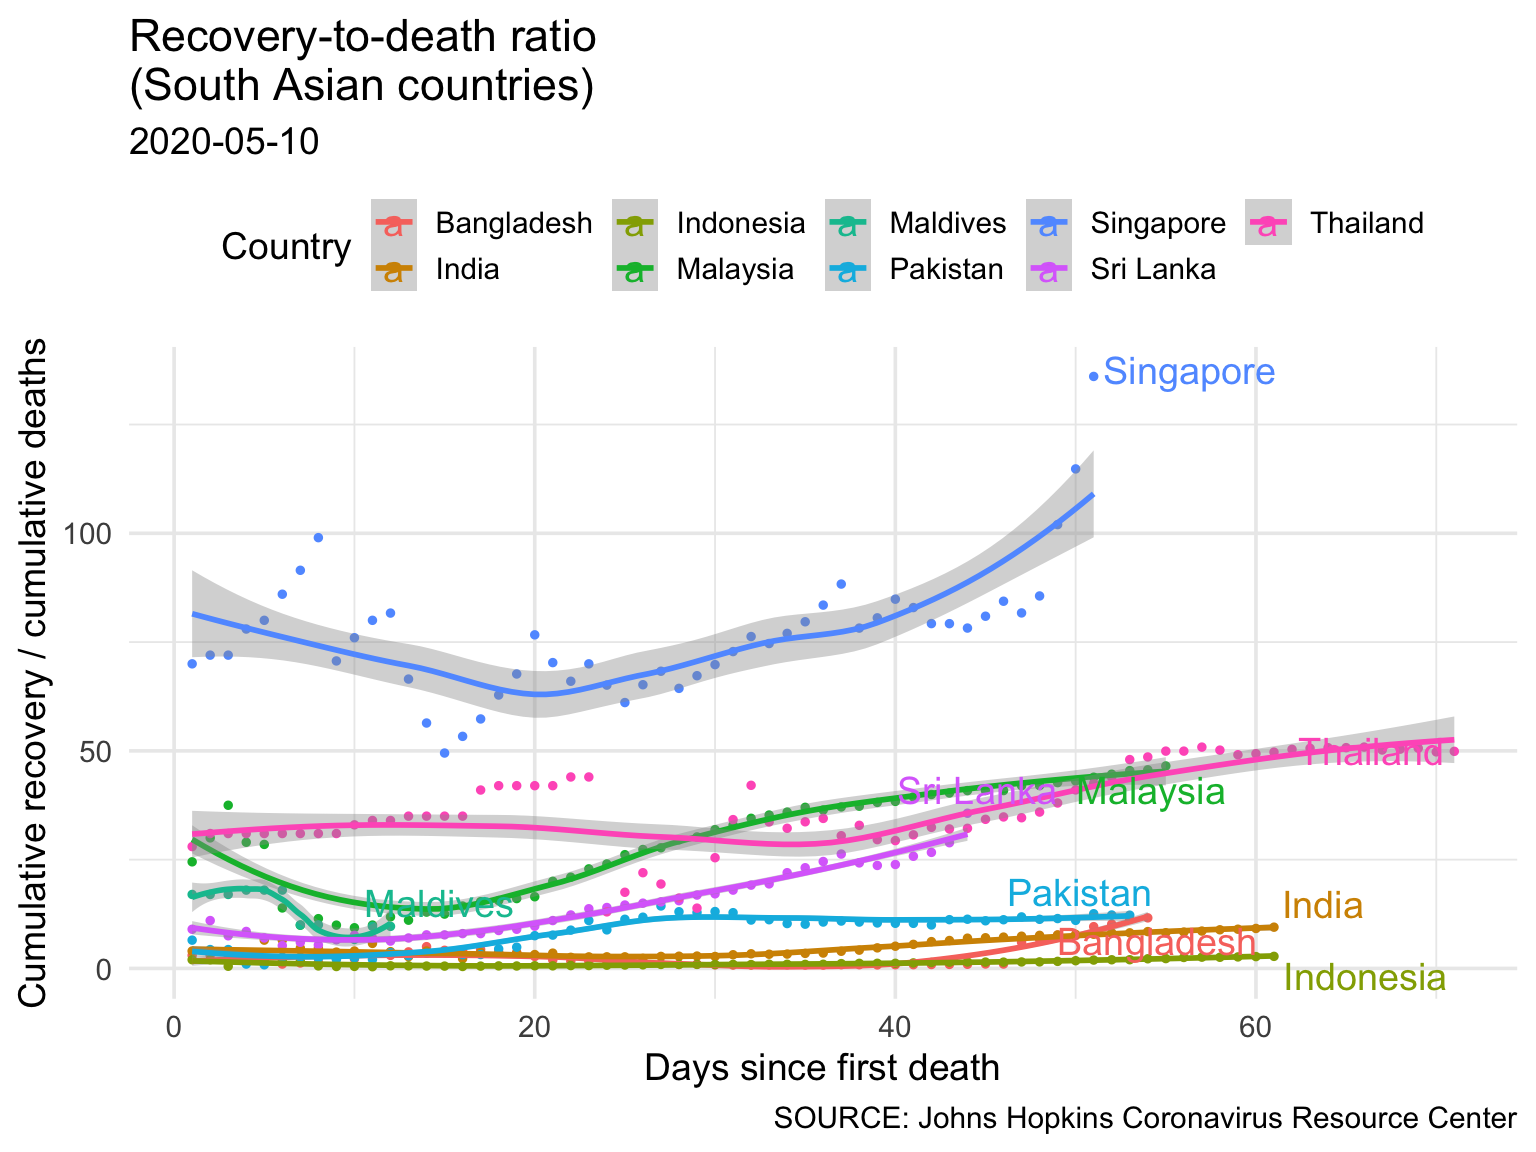 Recovery-to-death ratio
(South Asian countries)
2020-05-10
Country
a Bangladesh a Indonesia a Maldives a Singapore a Thailand
a India a Malaysia a Pakistan a Sri Lanka
Cumulative recovery / cumulative deaths
100
50
0
Singapore
Thailand
Sri Lanka
Malaysia
Maldives
Pakistan
India
Bangladesh
Indonesia
0 20 40 60
Days since first death
SOURCE: Johns Hopkins Coronavirus Resource Center